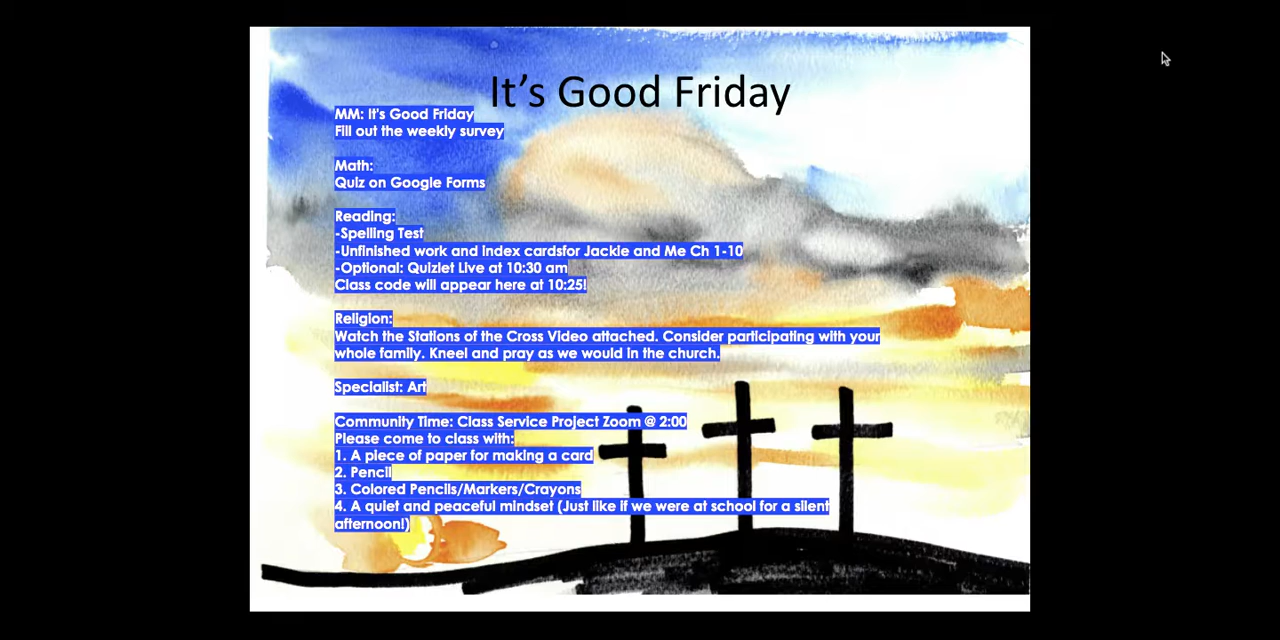 It's Good Friday
MM: It's Good Friday
Fill out the weekly survey
Math:
Quiz on Google Forms
Reading:
-Spelling Test
-Unfinished work and index cardsfor Jackie and Me Ch 1-10
-Optional: Quizlet Live at 10:30 am
Class code will appear here at 10:25!
Religion:
Watch the Stations of the Cross Video attached. Consider participating with your
whole family. Kneel and pray as we would in the church.
Specialist: Art
Community Time: Class Service Project Zoom @ 2:00
Please come to class with:
1. A piece of paper for making a card
2. Pencil
3. Colored Pencils/Markers/Crayons
4. A quiet and peaceful mindset (Just like if we were at school for a silent
afternoon!)